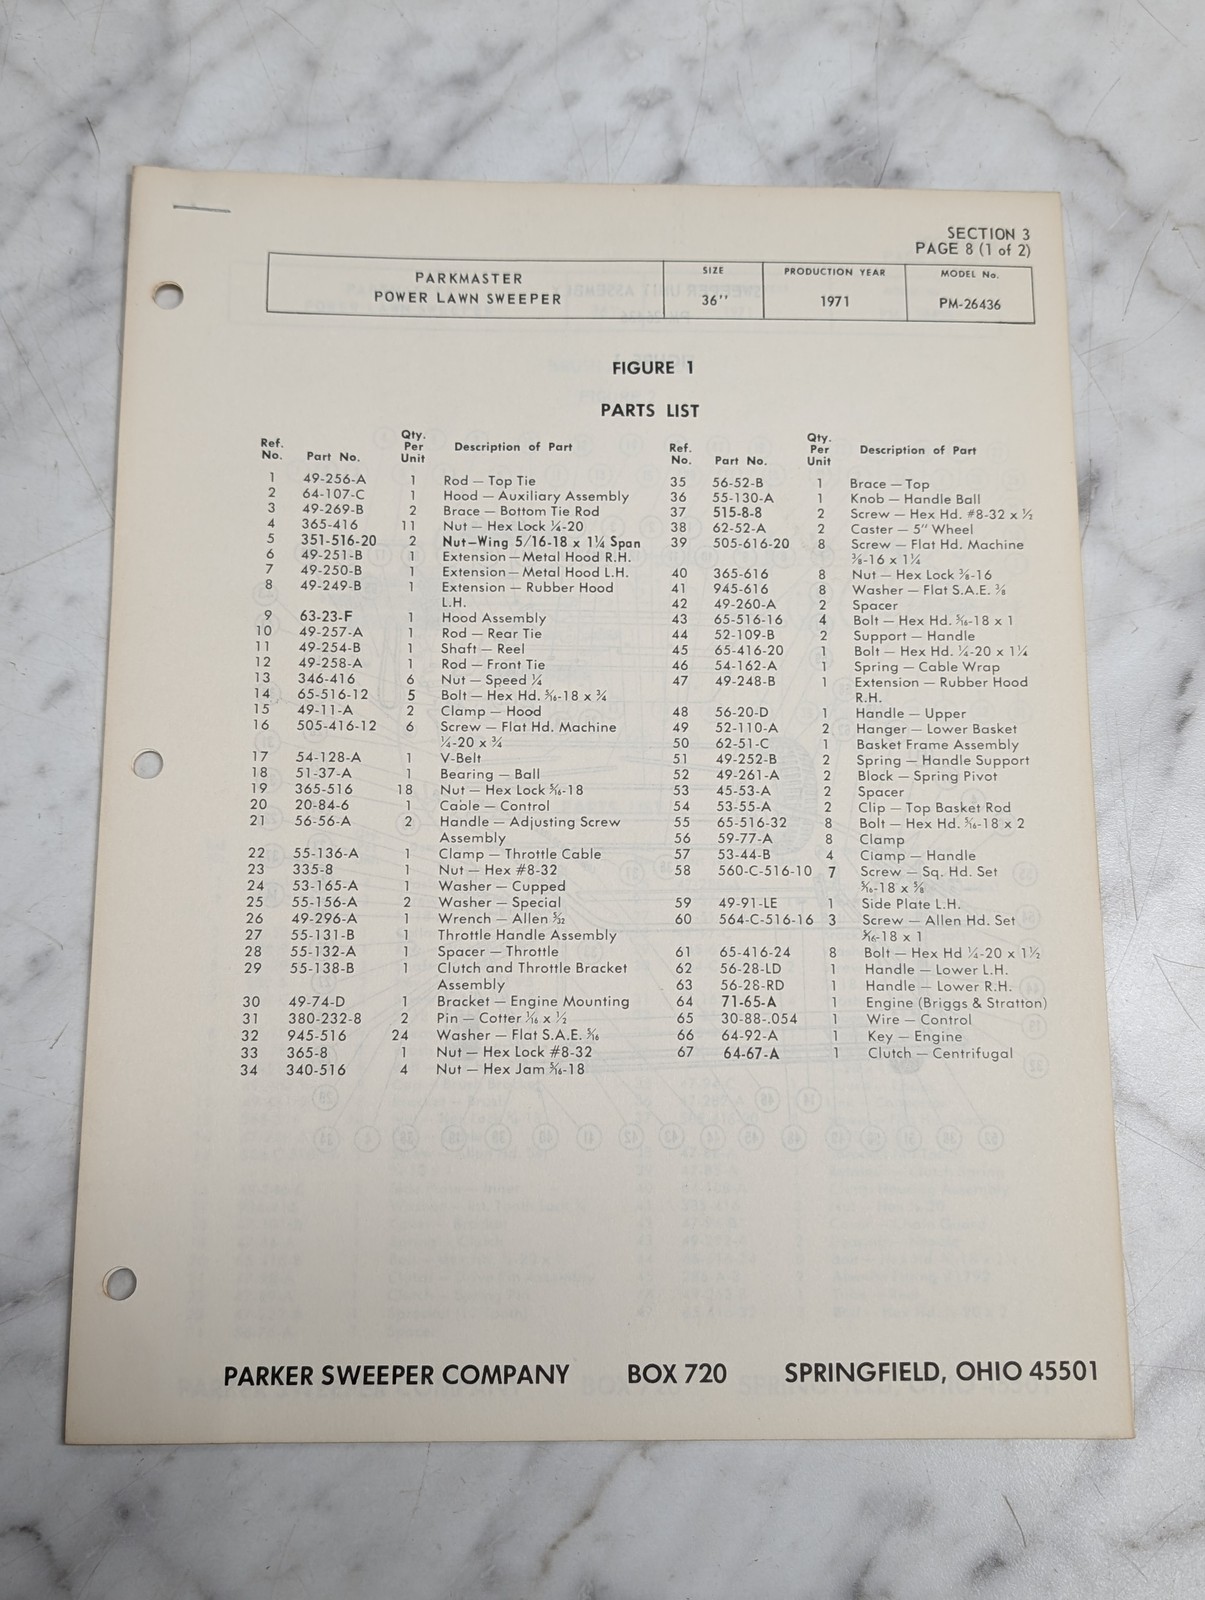 SECTION 3
PAGE 8 (1 of 2)
PARKMASTER
POWER LAWN SWEEPER
SIZE
36''
PRODUCTION YEAR
1971
MODEL No.
PM-26436
FIGURE 1
PARTS LIST
Ref. No. Part No. Qty. Per Unit Description of Part
1 49-256-A 1 Rod — Top Tie
2 64-107-C 1 Hood — Auxiliary Assembly
3 49-269-B 2 Brace — Bottom Tie Rod
4 365-416 11 Nut — Hex Lock ¼-20
5 351-516-20 2 Nut—Wing 5/16-18 x 1¼ Span
6 49-251-B 1 Extension — Metal Hood R.H.
7 49-250-B 1 Extension — Metal Hood L.H.
8 49-249-B 1 Extension — Rubber Hood
L.H.
9 63-23-F 1 Hood Assembly
10 49-257-A 1 Rod — Rear Tie
11 49-254-B 1 Shaft — Reel
12 49-258-A 1 Rod — Front Tie
13 346-416 6 Nut — Speed ¼
14 65-516-12 5 Bolt — Hex Hd. 5/16-18 x ¾
15 49-11-A 2 Clamp — Hood
16 505-416-12 6 Screw — Flat Hd. Machine
¼-20 x ¾
17 54-128-A 1 V-Belt
18 51-37-A 1 Bearing — Ball
19 365-516 18 Nut — Hex Lock 5/16-18
20 20-84-6 1 Cable — Control
21 56-56-A 2 Handle — Adjusting Screw
Assembly
22 55-136-A 1 Clamp — Throttle Cable
23 335-8 1 Nut — Hex #8-32
24 53-165-A 1 Washer — Cupped
25 55-156-A 2 Washer — Special
26 49-296-A 1 Wrench — Allen 5/32
27 55-131-B 1 Throttle Handle Assembly
28 55-132-A 1 Spacer — Throttle
29 55-138-B 1 Clutch and Throttle Bracket
Assembly
30 49-74-D 1 Bracket — Engine Mounting
31 380-232-8 2 Pin — Cotter 1/16 x ½
32 945-516 24 Washer — Flat S.A.E. 5/16
33 365-8 1 Nut — Hex Lock #8-32
34 340-516 4 Nut — Hex Jam 5/16-18
Ref. No. Part No. Qty. Per Unit Description of Part
35 56-52-B 1 Brace — Top
36 55-130-A 1 Knob — Handle Ball
37 515-8-8 2 Screw — Hex Hd. #8-32 x ½
38 62-52-A 2 Caster — 5" Wheel
39 505-616-20 8 Screw — Flat Hd. Machine
⅜-16 x 1¼
40 365-616 8 Nut — Hex Lock ⅜-16
41 945-616 8 Washer — Flat S.A.E. ⅜
42 49-260-A 2 Spacer
43 65-516-16 4 Bolt — Hex Hd. 5/16-18 x 1
44 52-109-B 2 Support — Handle
45 65-416-20 1 Bolt — Hex Hd. ¼-20 x 1¼
46 54-162-A 1 Spring — Cable Wrap
47 49-248-B 1 Extension — Rubber Hood
R.H.
48 56-20-D 1 Handle — Upper
49 52-110-A 2 Hanger — Lower Basket
50 62-51-C 1 Basket Frame Assembly
51 49-252-B 2 Spring — Handle Support
52 49-261-A 2 Block — Spring Pivot
53 45-53-A 2 Spacer
54 53-55-A 2 Clip — Top Basket Rod
55 65-516-32 8 Bolt — Hex Hd. 5/16-18 x 2
56 59-77-A 8 Clamp
57 53-44-B 4 Clamp — Handle
58 560-C-516-10 7 Screw — Sq. Hd. Set
5/16-18 x ⅝
59 49-91-LE 1 Side Plate L.H.
60 564-C-516-16 3 Screw — Allen Hd. Set
5/16-18 x 1
61 65-416-24 8 Bolt — Hex Hd ¼-20 x 1½
62 56-28-LD 1 Handle — Lower L.H.
63 56-28-RD 1 Handle — Lower R.H.
64 71-65-A 1 Engine (Briggs & Stratton)
65 30-88-.054 1 Wire — Control
66 64-92-A 1 Key — Engine
67 64-67-A 1 Clutch — Centrifugal
PARKER SWEEPER COMPANY BOX 720 SPRINGFIELD, OHIO 45501